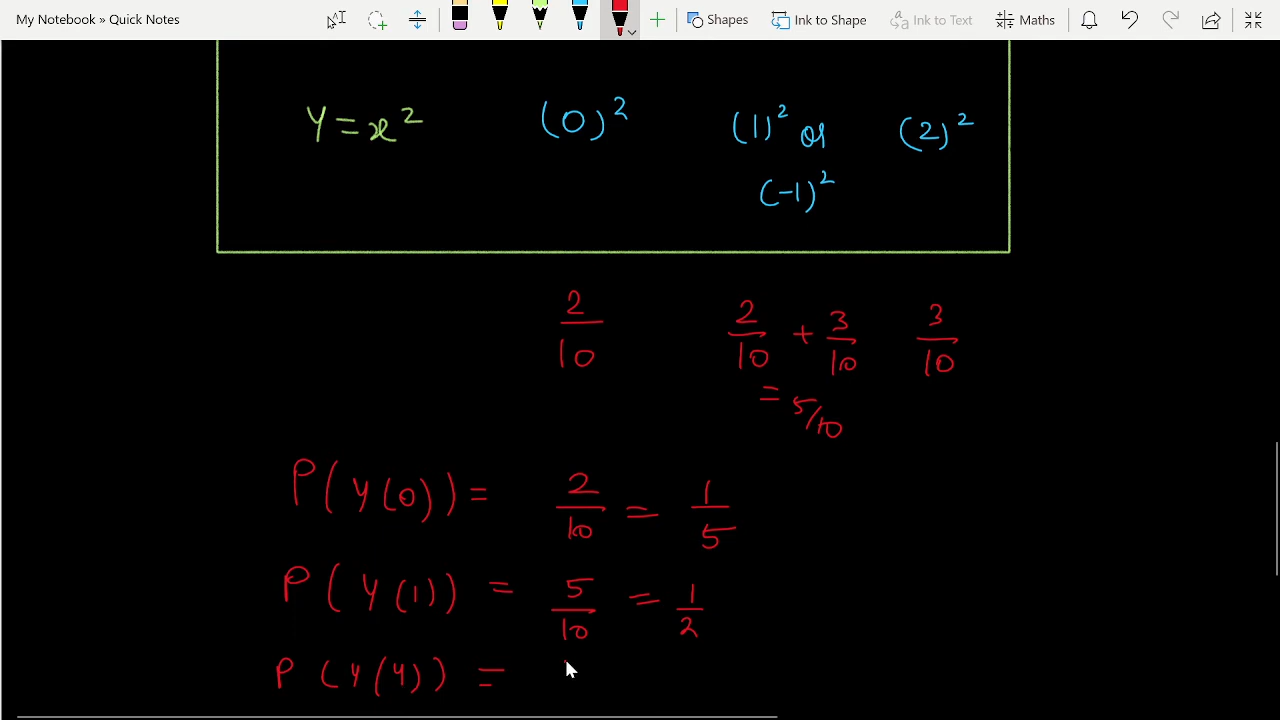 My Notebook » Quick Notes Shapes Ink to Shape Ink to Text Maths
Y = x² (0)² (1)² or (2)²
(-1)²
2/10 2/10 + 3/10 3/10
= 5/10
P(Y(0)) = 2/10 = 1/5
P(Y(1)) = 5/10 = 1/2
P(Y(4)) =